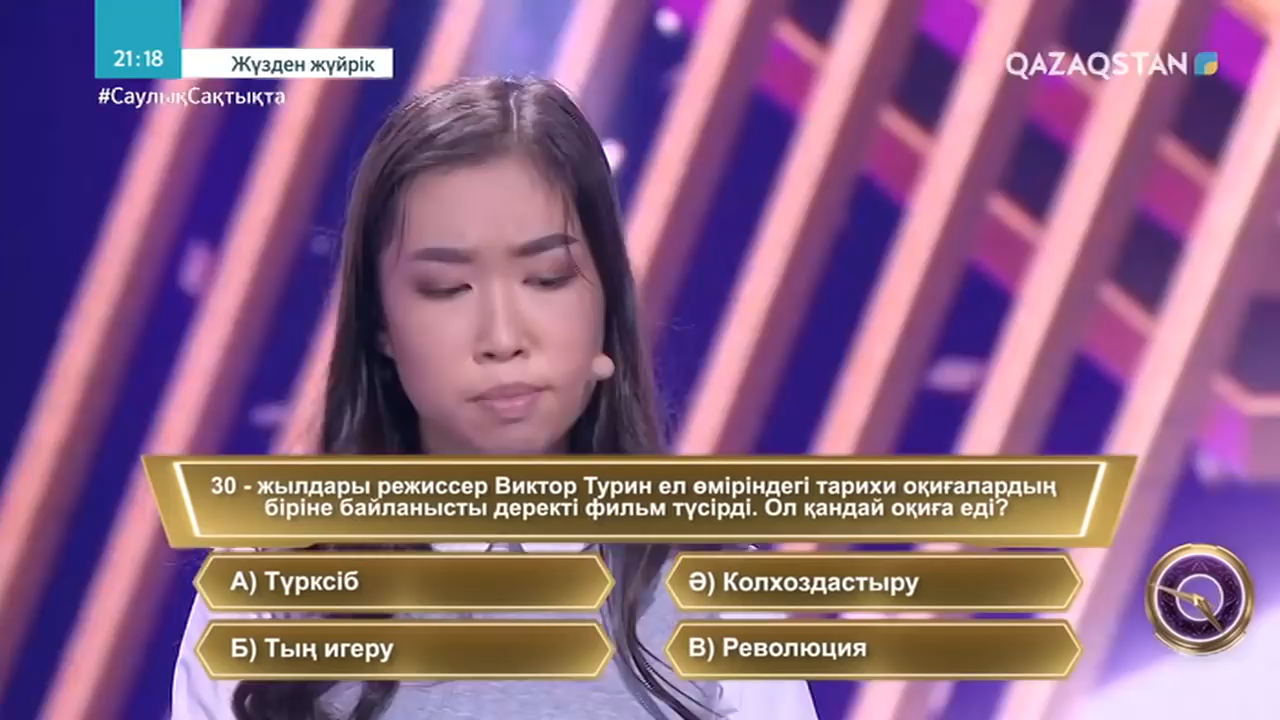 21:18
Жүзден жүйрік
#СаулықСақтықта
QAZAQSTAN
30 - жылдары режиссер Виктор Турин ел өміріндегі тарихи оқиғалардың
біріне байланысты деректі фильм түсірді. Ол қандай оқиға еді?
А) Түрксіб
Ә) Колхоздастыру
Б) Тың игеру
В) Революция